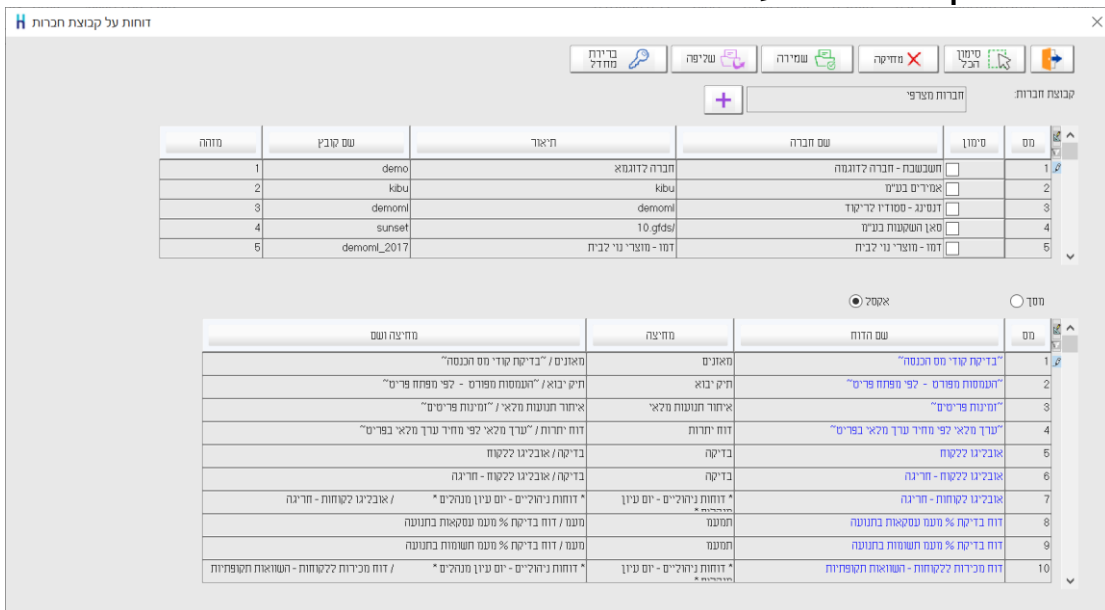 דוחות על קבוצת חברות
סימון הכל
מחיקה
שמירה
שליפה
ברירת מחדל
קבוצת חברות:
חברות מצרפי
מס סימון שם חברה תיאור שם קובץ מזהה
1 חשבשבת - חברה לדוגמה חברה לדוגמא demo 1
2 אמירים בע"מ kibu kibu 2
3 דנסינג - סטודיו לריקוד demoml demoml 3
4 סאן השקעות בע"מ 10.gfds/ sunset 4
5 דמו - מוצרי נוי לבית דמו - מוצרי נוי לבית demoml_2017 5
מסך אקסל
מס שם הדוח מחיצה מחיצה ושם
1 ~בדיקת קודי מס הכנסה~ מאזנים מאזנים / ~בדיקת קודי מס הכנסה~
2 ~העמסות מפורט - לפי מפתח פריט~ תיק יבוא תיק יבוא / ~העמסות מפורט - לפי מפתח פריט~
3 ~זמינות פריטים~ איתור תנועות מלאי איתור תנועות מלאי / ~זמינות פריטים~
4 ~ערך מלאי לפי מחיר ערך מלאי בפריט~ דוח יתרות דוח יתרות / ~ערך מלאי לפי מחיר ערך מלאי בפריט~
5 אובליגו ללקוח בדיקה בדיקה / אובליגו ללקוח
6 אובליגו ללקוח - חריגה בדיקה בדיקה / אובליגו ללקוח - חריגה
7 אובליגו לקוחות - חריגה * דוחות ניהוליים - יום עיון * דוחות ניהוליים - יום עיון מנהלים * / אובליגו לקוחות - חריגה
8 דוח בדיקת % מעמ עסקאות בתנועה תמעמ מעמ / דוח בדיקת % מעמ עסקאות בתנועה
9 דוח בדיקת % מעמ תשומות בתנועה תמעמ מעמ / דוח בדיקת % מעמ תשומות בתנועה
10 דוח מכירות ללקוחות - השוואות תקופתיות * דוחות ניהוליים - יום עיון * דוחות ניהוליים - יום עיון מנהלים * / דוח מכירות ללקוחות - השוואות תקופתיות